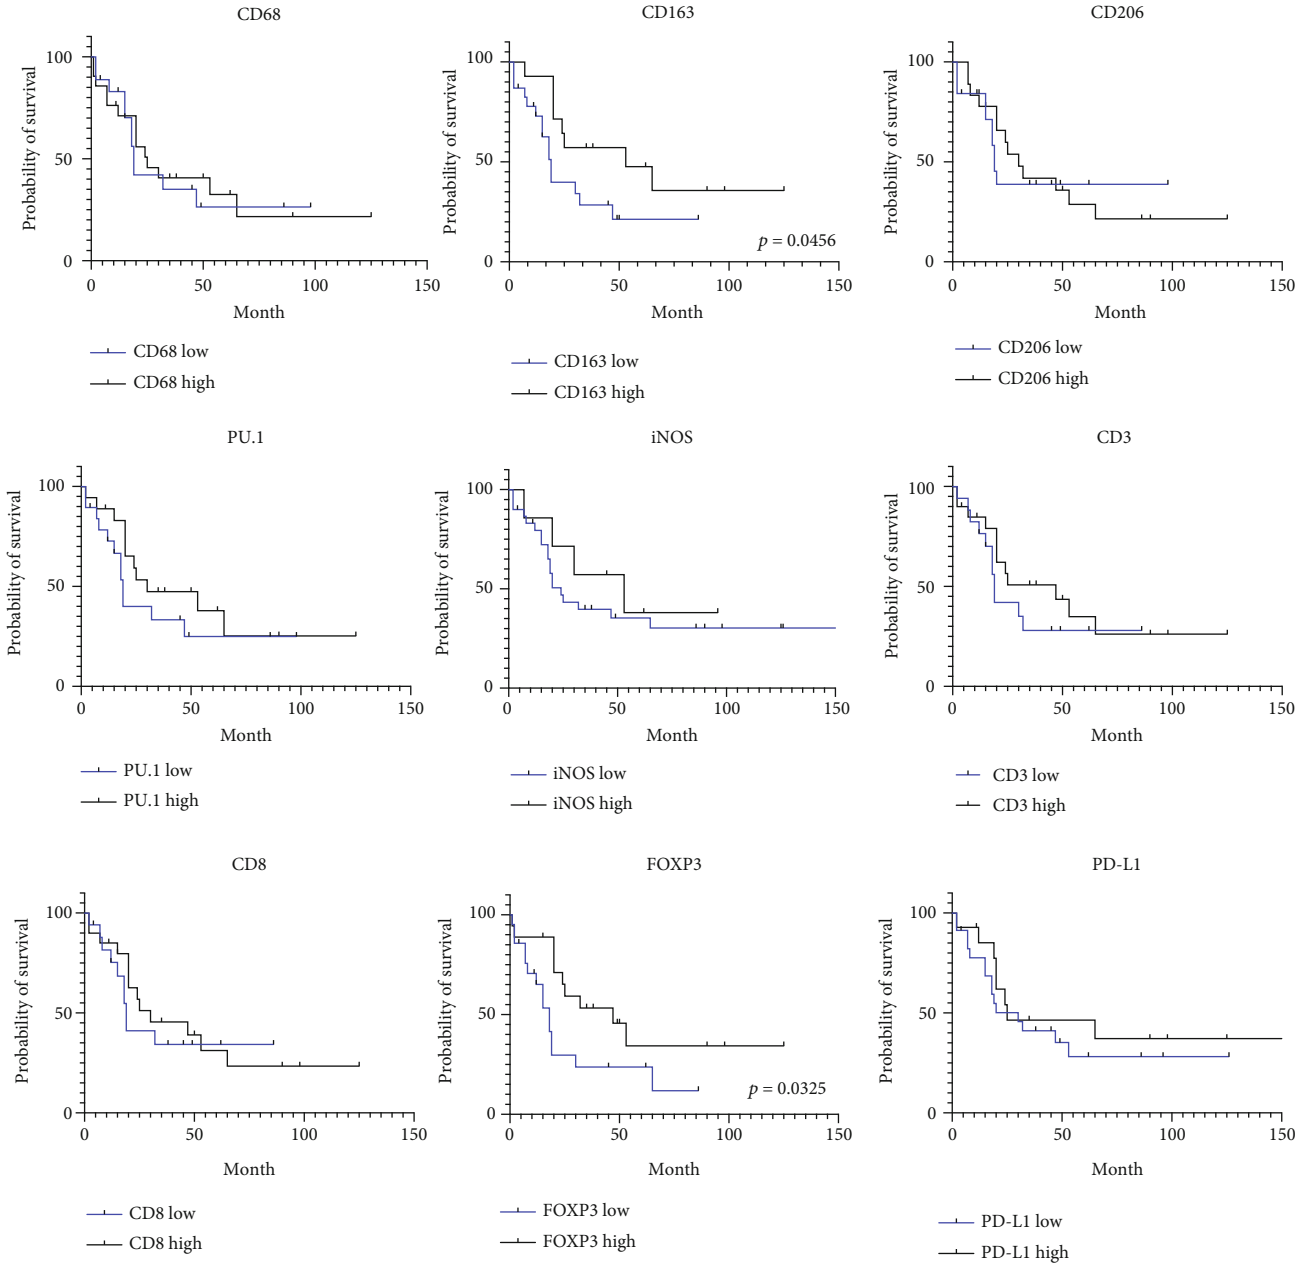 CD68
CD163
CD206
Probability of survival
100
50
0
0 50 100 150
Month
CD68 low
CD68 high
Probability of survival
100
50
0
p = 0.0456
0 50 100 150
Month
CD163 low
CD163 high
Probability of survival
100
50
0
0 50 100 150
Month
CD206 low
CD206 high
PU.1
iNOS
CD3
Probability of survival
100
50
0
0 50 100 150
Month
PU.1 low
PU.1 high
Probability of survival
100
50
0
0 50 100 150
Month
iNOS low
iNOS high
Probability of survival
100
50
0
0 50 100 150
Month
CD3 low
CD3 high
CD8
FOXP3
PD-L1
Probability of survival
100
50
0
0 50 100 150
Month
CD8 low
CD8 high
Probability of survival
100
50
0
p = 0.0325
0 50 100 150
Month
FOXP3 low
FOXP3 high
Probability of survival
100
50
0
0 50 100 150
Month
PD-L1 low
PD-L1 high